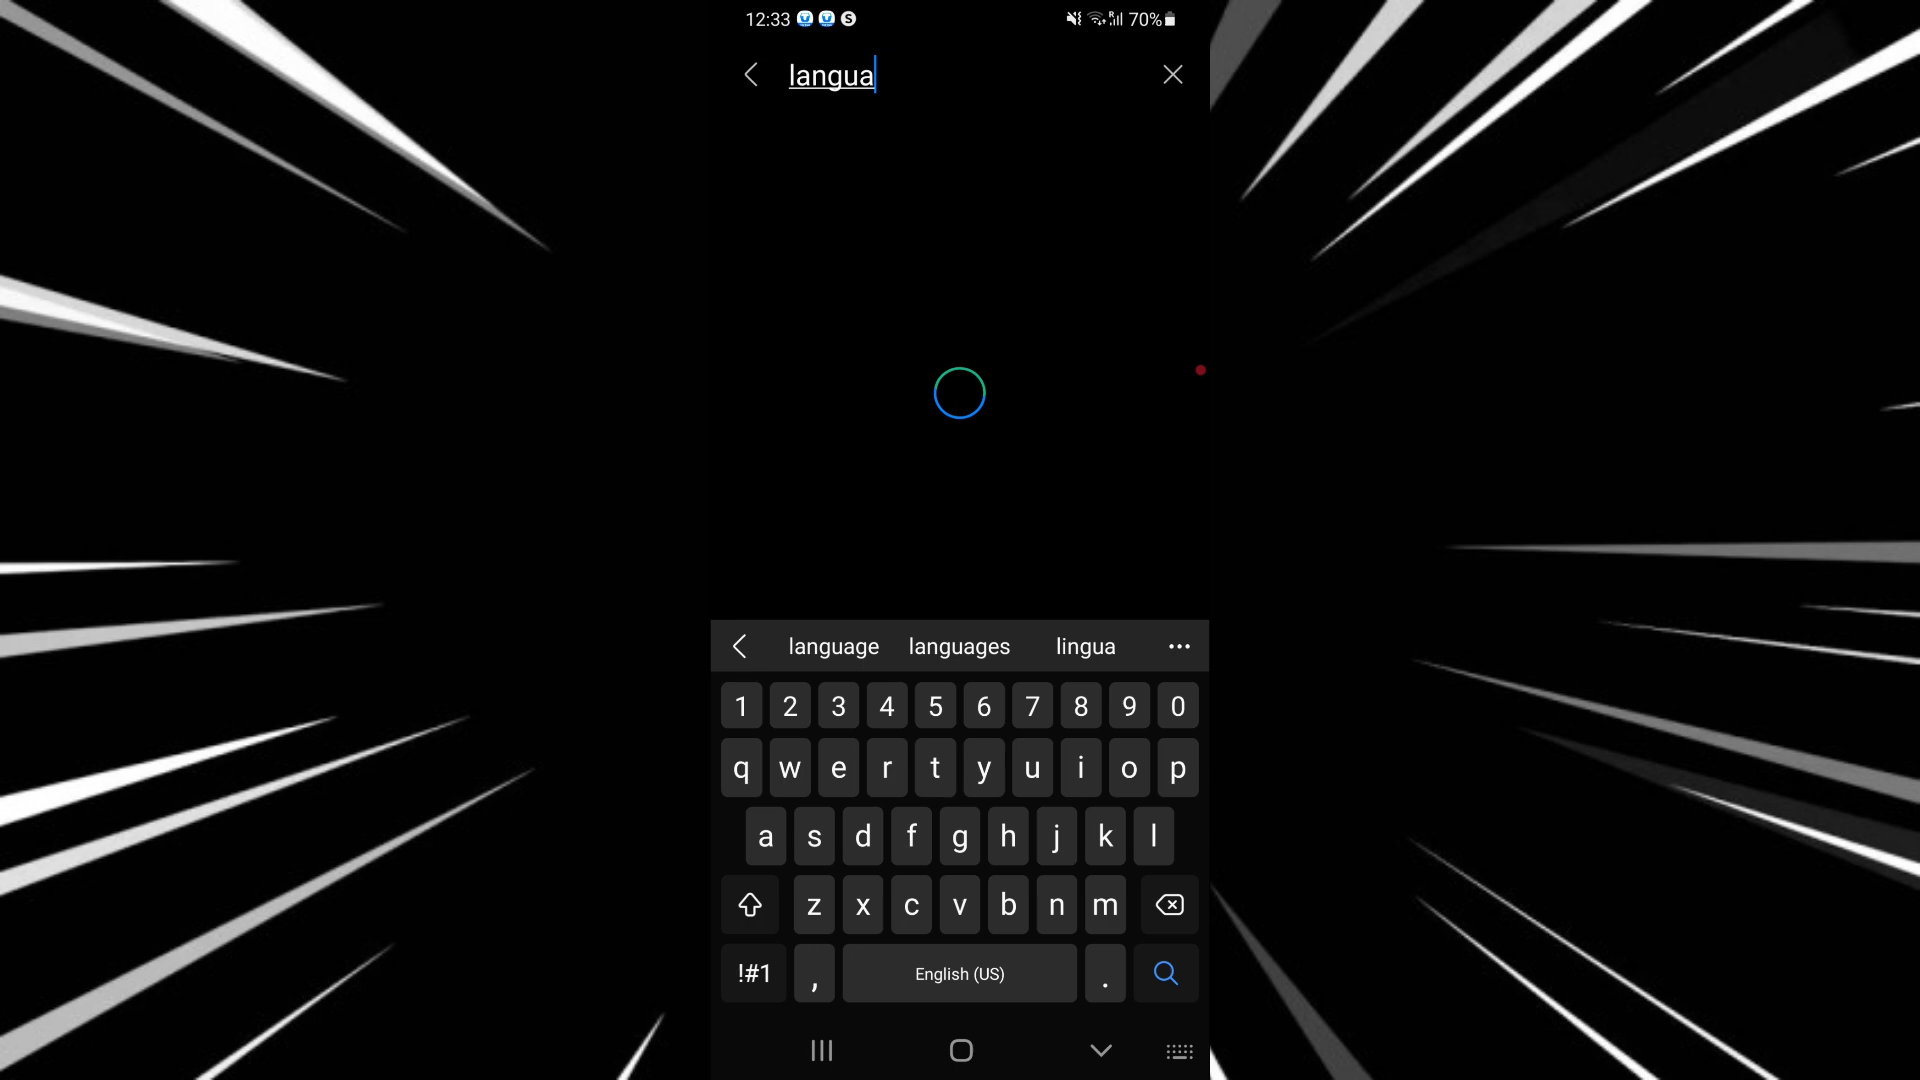 12:33 S R 70%
langua
language languages lingua
1 2 3 4 5 6 7 8 9 0
q w e r t y u i o p
a s d f g h j k l
z x c v b n m
!#1 , English (US) .